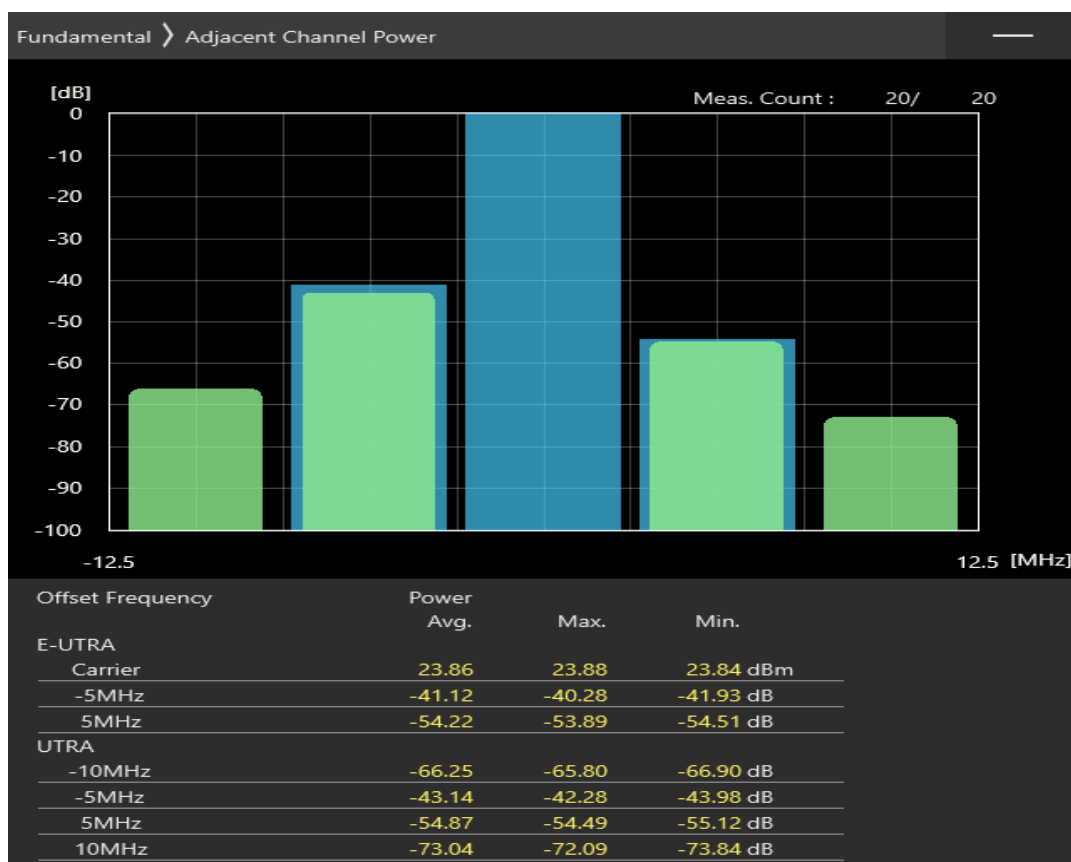 Fundamental ❯ Adjacent Channel Power
[dB]
Meas. Count : 20/ 20
0
-10
-20
-30
-40
-50
-60
-70
-80
-90
-100
-12.5 12.5 [MHz]
Offset Frequency Power
Avg. Max. Min.
E-UTRA
Carrier 23.86 23.88 23.84 dBm
-5MHz -41.12 -40.28 -41.93 dB
5MHz -54.22 -53.89 -54.51 dB
UTRA
-10MHz -66.25 -65.80 -66.90 dB
-5MHz -43.14 -42.28 -43.98 dB
5MHz -54.87 -54.49 -55.12 dB
10MHz -73.04 -72.09 -73.84 dB